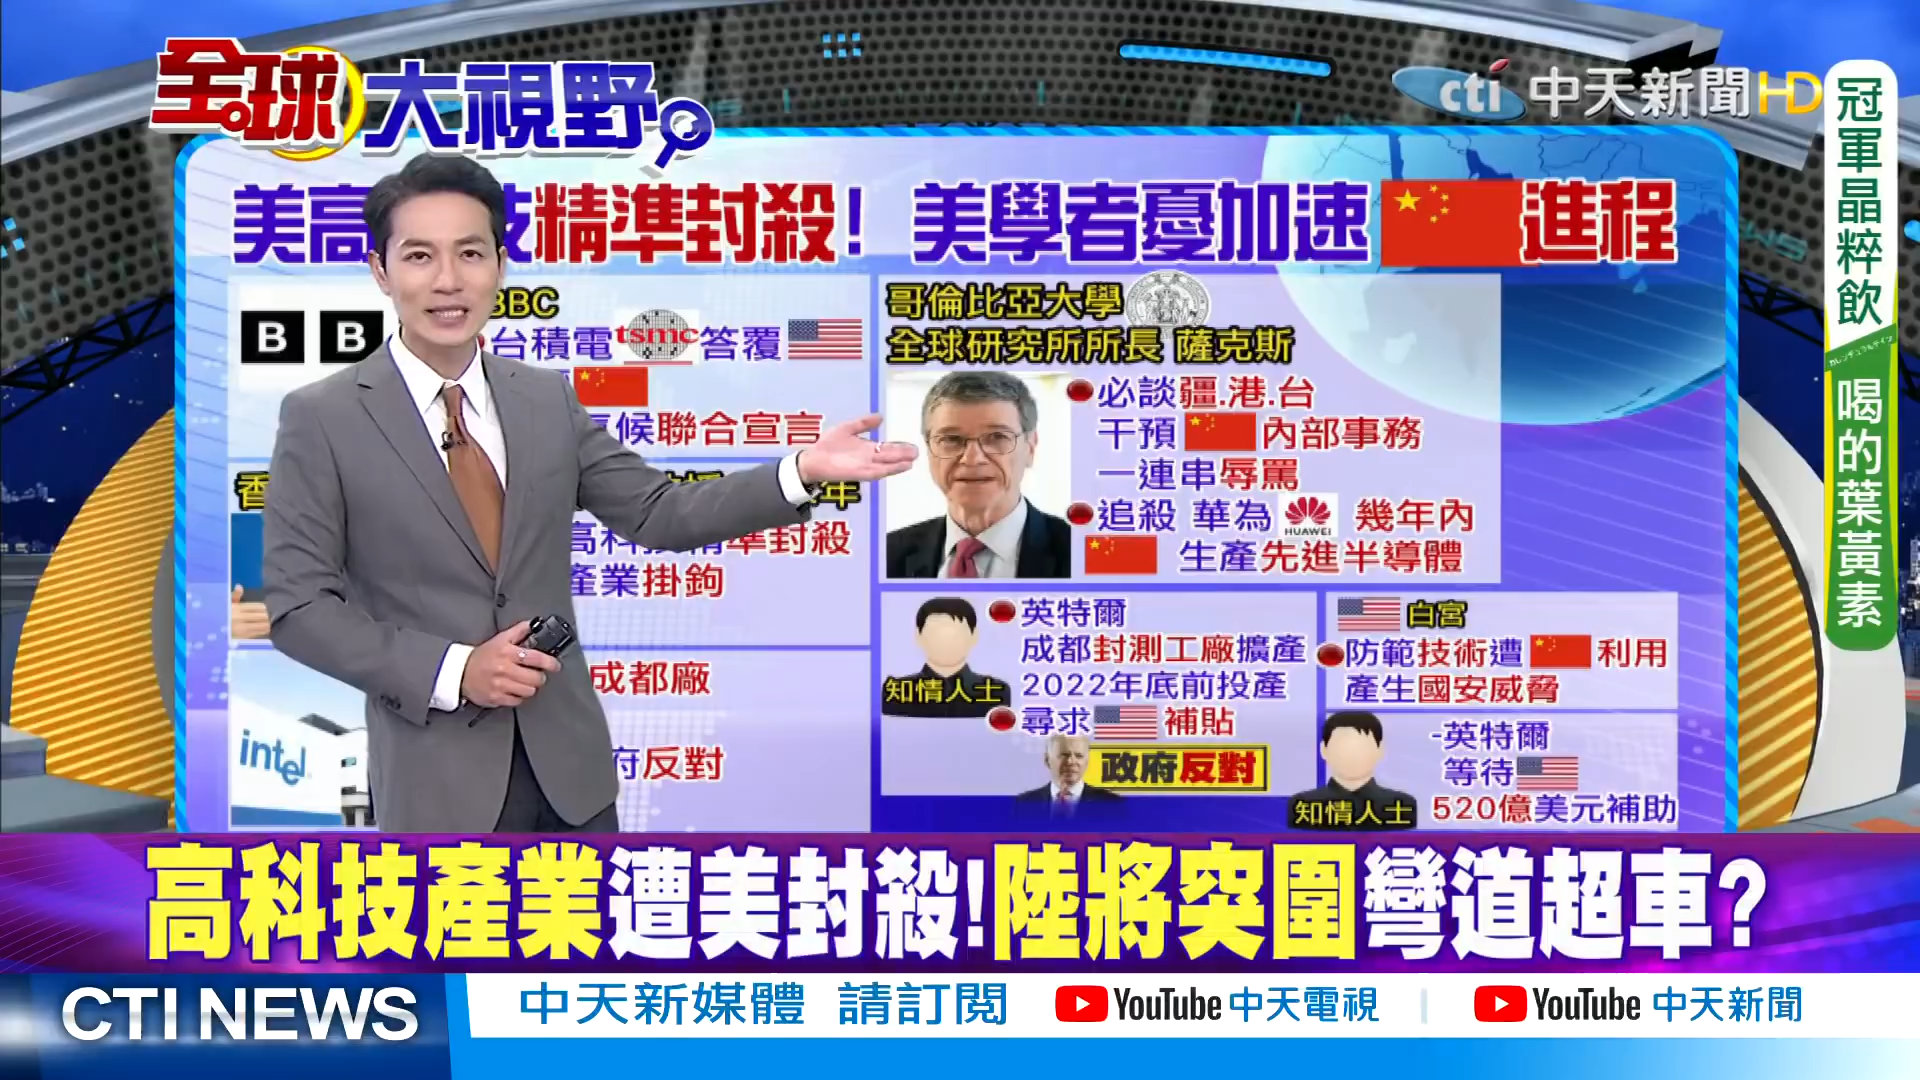 全球大視野
cti 中天新聞HD
冠軍晶粹飲
喝的葉黃素
美高 技精準封殺! 美學者憂加速 進程
B B
BBC
台積電 tsmc 答覆
候聯合宣言
香 年
高科技精準封殺
產業掛鉤
intel
成都廠
府反對
哥倫比亞大學
全球研究所所長 薩克斯
必談疆.港.台
干預 內部事務
一連串辱罵
追殺 華為 HUAWEI 幾年內
生產先進半導體
英特爾
成都封測工廠擴產
2022年底前投產
知情人士
尋求 補貼
政府反對
白宮
防範技術遭 利用
產生國安威脅
-英特爾
等待
520億美元補助
知情人士
高科技產業遭美封殺!陸將突圍彎道超車?
CTI NEWS
中天新媒體 請訂閱 YouTube 中天電視 | YouTube 中天新聞